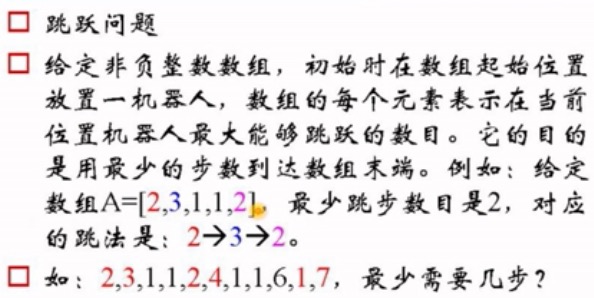 跳跃问题
给定非负整数数组，初始时在数组起始位置
放置一机器人，数组的每个元素表示在当前
位置机器人最大能够跳跃的数目。它的目的
是用最少的步数到达数组末端。例如：给定
数组A=[2,3,1,1,2]，最少跳步数目是2，对应
的跳法是：2→3→2。
如：2,3,1,1,2,4,1,1,6,1,7，最少需要几步？